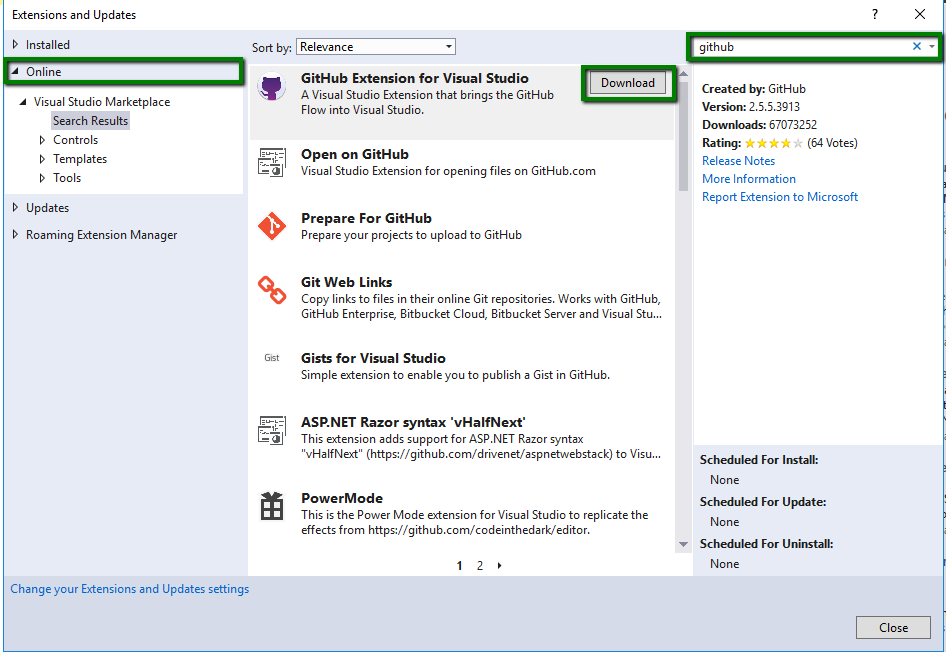 Extensions and Updates
?
Installed
Online
Visual Studio Marketplace
Search Results
Controls
Templates
Tools
Updates
Roaming Extension Manager
Sort by: Relevance
GitHub Extension for Visual Studio
A Visual Studio Extension that brings the GitHub
Flow into Visual Studio.
Download
Open on GitHub
Visual Studio Extension for opening files on GitHub.com
Prepare For GitHub
Prepare your projects to upload to GitHub
Git Web Links
Copy links to files in their online Git repositories. Works with GitHub,
GitHub Enterprise, Bitbucket Cloud, Bitbucket Server and Visual Stu...
Gist
Gists for Visual Studio
Simple extension to enable you to publish a Gist in GitHub.
ASP.NET Razor syntax 'vHalfNext'
This extension adds support for ASP.NET Razor syntax
"vHalfNext" (https://github.com/drivenet/aspnetwebstack) to Visu...
PowerMode
This is the Power Mode extension for Visual Studio to replicate the
effects from https://github.com/codeinthedark/editor.
1 2
github
Created by: GitHub
Version: 2.5.5.3913
Downloads: 67073252
Rating: (64 Votes)
Release Notes
More Information
Report Extension to Microsoft
Scheduled For Install:
None
Scheduled For Update:
None
Scheduled For Uninstall:
None
Change your Extensions and Updates settings
Close